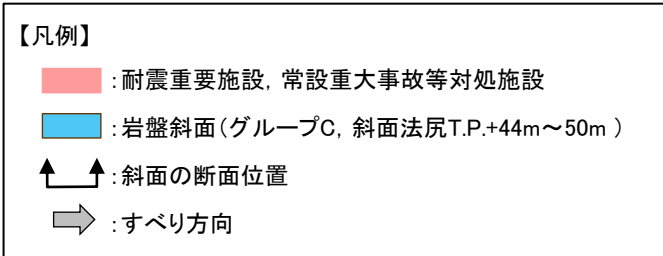 【凡例】
:耐震重要施設, 常設重大事故等対処施設
:岩盤斜面(グループC, 斜面法尻T.P.+44m～50m )
:斜面の断面位置
:すべり方向